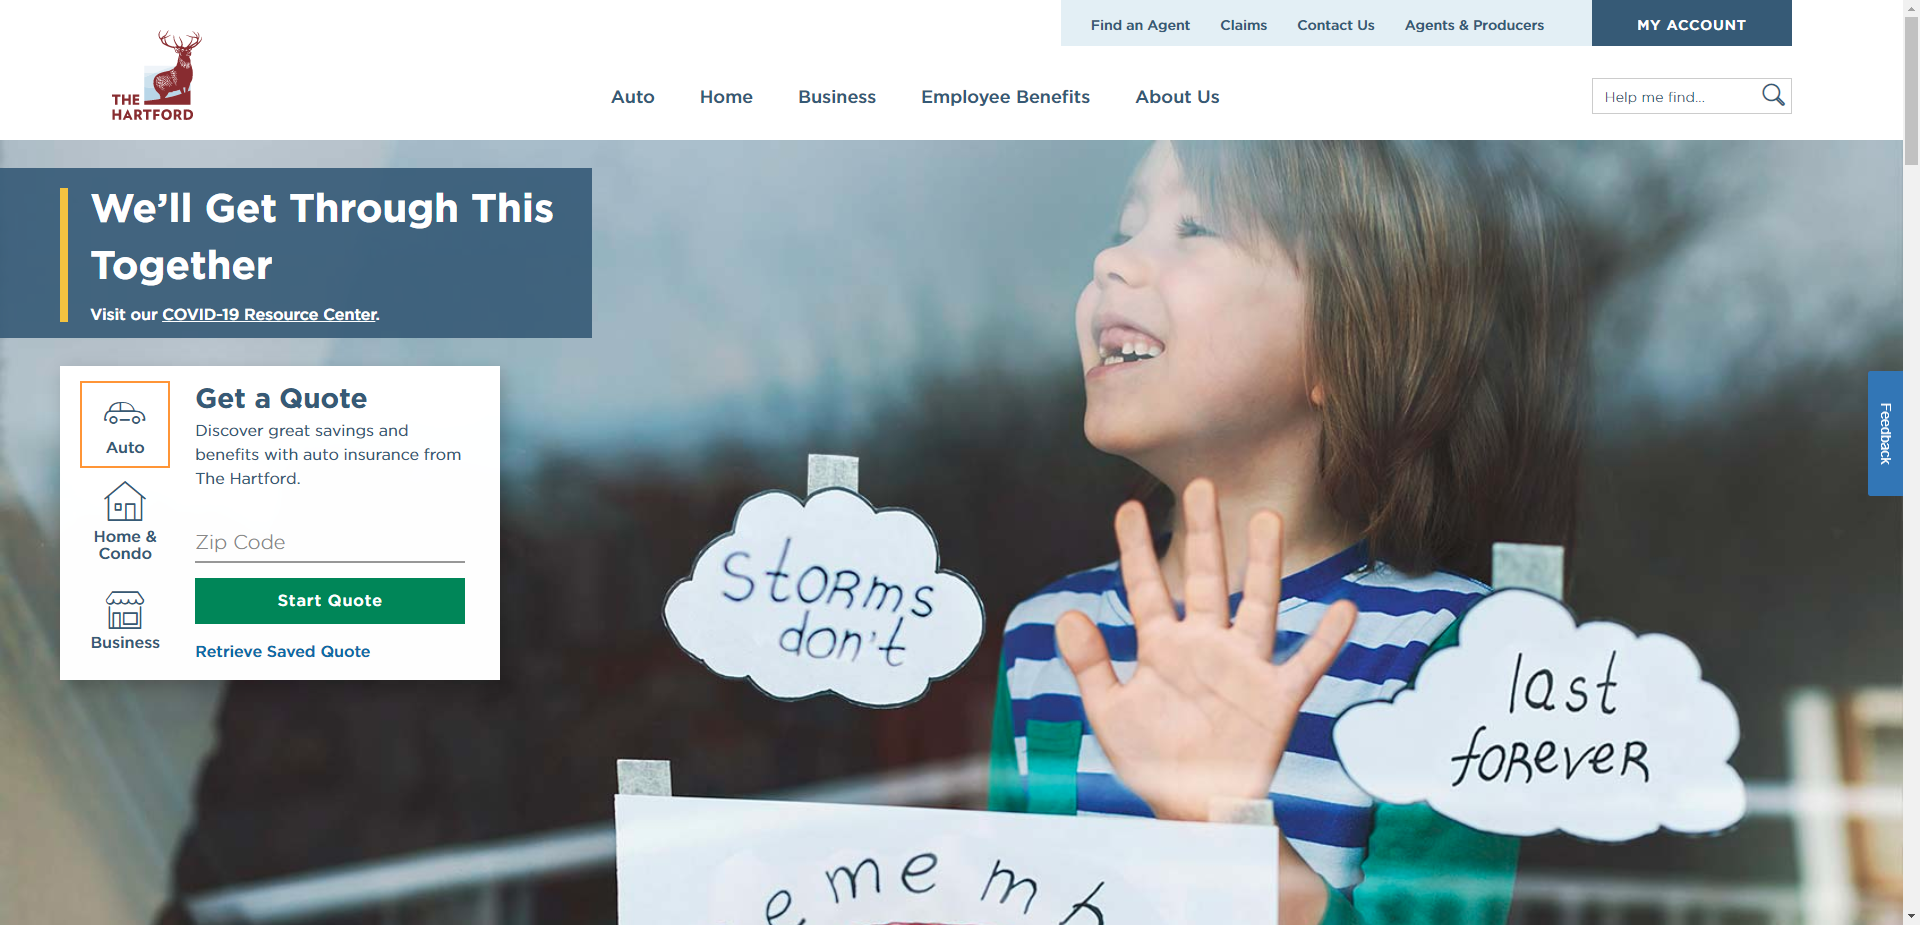 Find an Agent
Claims
Contact Us
Agents & Producers
MY ACCOUNT
THE
HARTFORD
Auto
Home
Business
Employee Benefits
About Us
Help me find...
We’ll Get Through This
Together
Visit our COVID-19 Resource Center.
Auto
Home &
Condo
Business
Get a Quote
Discover great savings and
benefits with auto insurance from
The Hartford.
Zip Code
Start Quote
Retrieve Saved Quote
Feedback
STORMS
don't
last
foreveR